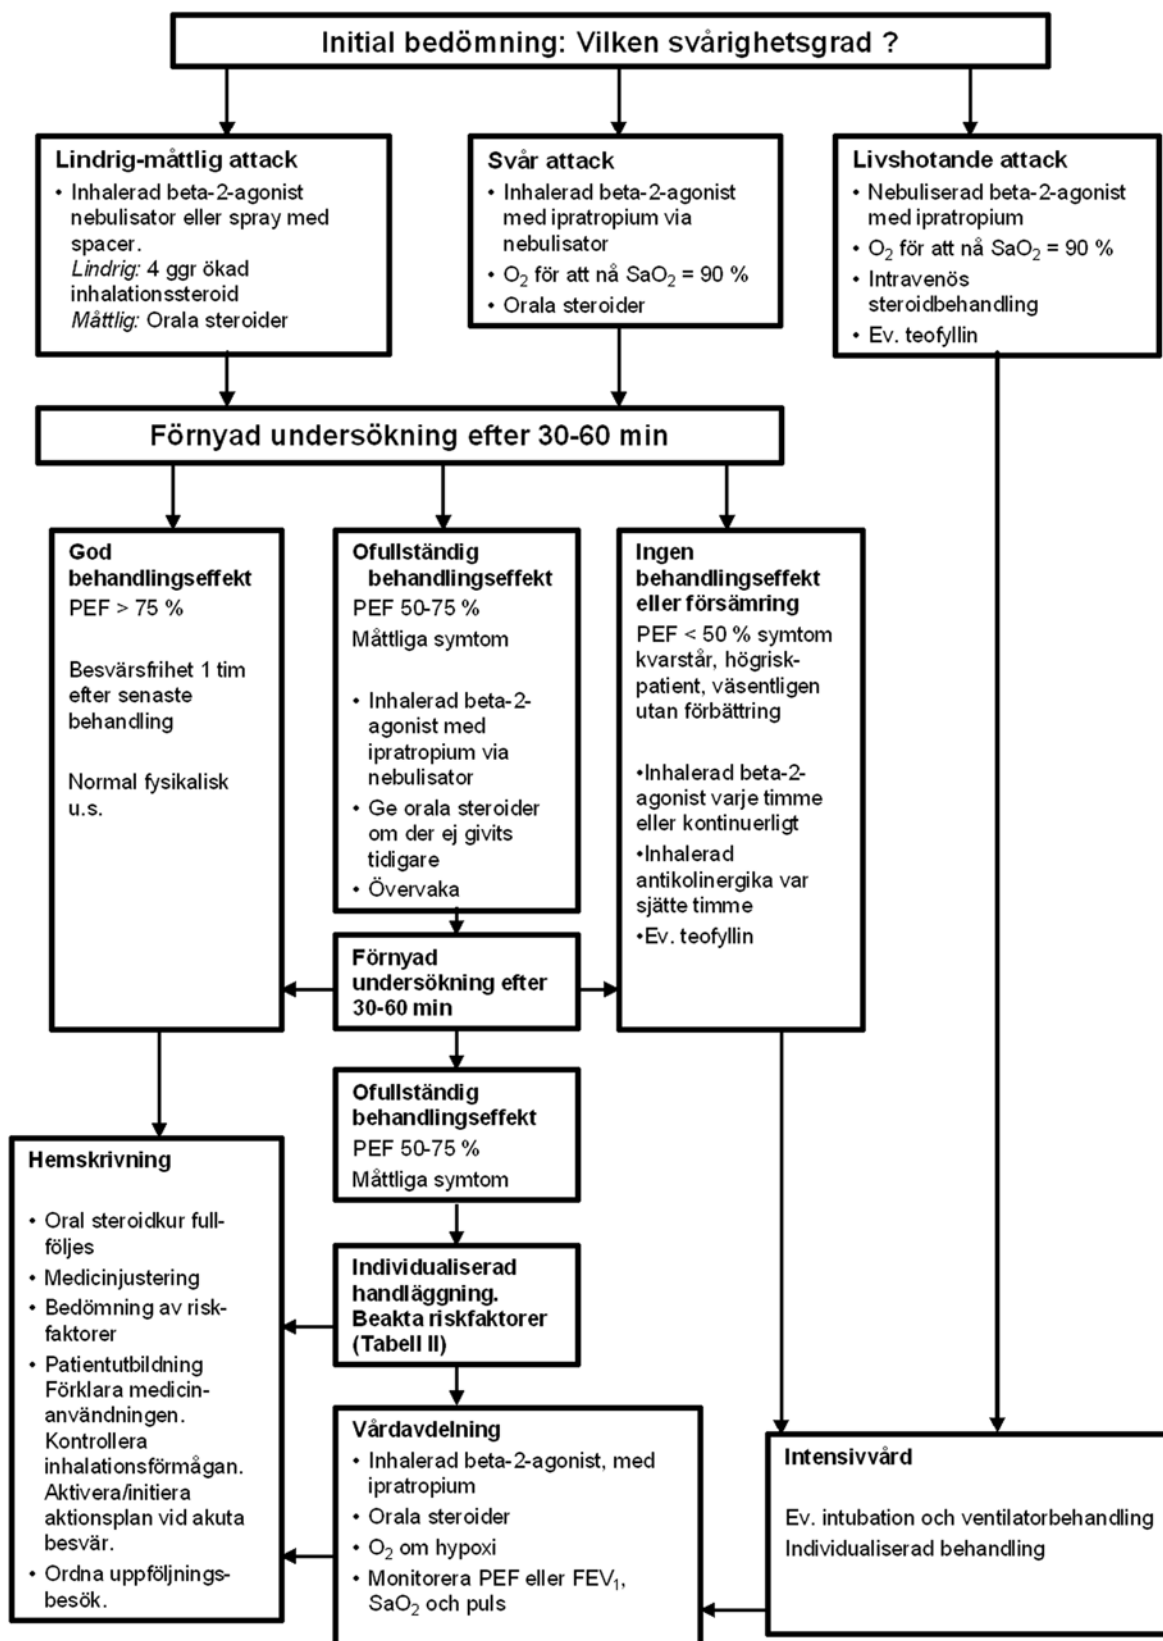 Initial bedömning: Vilken svårighetsgrad ?
Lindrig-måttlig attack
• Inhalerad beta-2-agonist
nebulisator eller spray med
spacer.
Lindrig: 4 ggr ökad
inhalationssteroid
Måttlig: Orala steroider
Svår attack
• Inhalerad beta-2-agonist
med ipratropium via
nebulisator
• O₂ för att nå SaO₂ = 90 %
• Orala steroider
Livshotande attack
• Nebuliserad beta-2-agonist
med ipratropium
• O₂ för att nå SaO₂ = 90 %
• Intravenös
steroidbehandling
• Ev. teofyllin
Förnyad undersökning efter 30-60 min
God
behandlingseffekt
PEF > 75 %
Besvärsfrihet 1 tim
efter senaste
behandling
Normal fysikalisk
u.s.
Ofullständig
behandlingseffekt
PEF 50-75 %
Måttliga symtom
• Inhalerad beta-2-
agonist med
ipratropium via
nebulisator
• Ge orala steroider
om der ej givits
tidigare
• Övervaka
Ingen
behandlingseffekt
eller försämring
PEF < 50 % symtom
kvarstår, högrisk-
patient, väsentligen
utan förbättring
•Inhalerad beta-2-
agonist varje timme
eller kontinuerligt
•Inhalerad
antikolinergika var
sjätte timme
•Ev. teofyllin
Förnyad
undersökning efter
30-60 min
Ofullständig
behandlingseffekt
PEF 50-75 %
Måttliga symtom
Individualiserad
handläggning.
Beakta riskfaktorer
(Tabell II)
Hemskrivning
• Oral steroidkur full-
följes
• Medicinjustering
• Bedömning av risk-
faktorer
• Patientutbildning
Förklara medicin-
användningen.
Kontrollera
inhalationsförmågan.
Aktivera/initiera
aktionsplan vid akuta
besvär.
• Ordna uppföljnings-
besök.
Vårdavdelning
• Inhalerad beta-2-agonist, med
ipratropium
• Orala steroider
• O₂ om hypoxi
• Monitorera PEF eller FEV₁,
SaO₂ och puls
Intensivvård
Ev. intubation och ventilatorbehandling
Individualiserad behandling